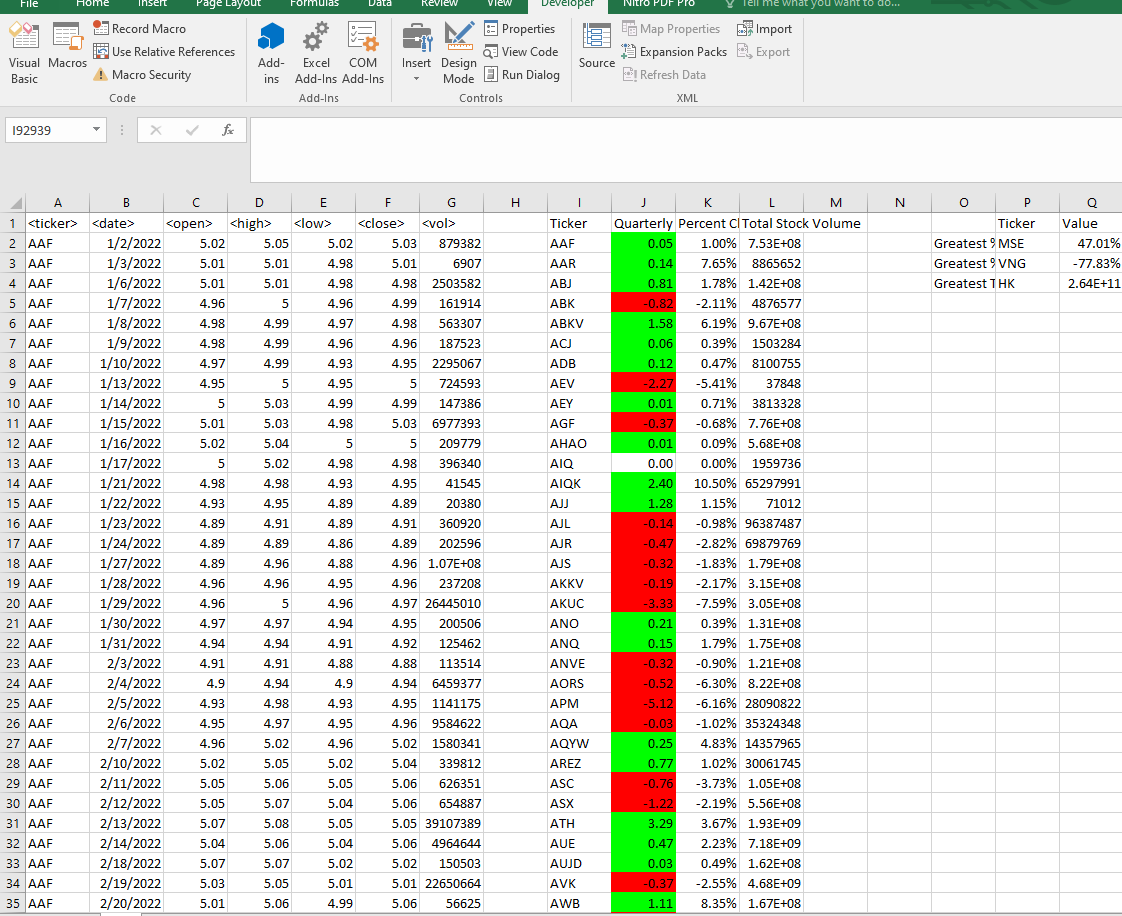 File Home Insert Page Layout Formulas Data Review View Developer Nitro PDF Pro Tell me what you want to do...
Visual Basic
Macros
Record Macro
Use Relative References
Macro Security
Code
Add-ins
Excel Add-Ins
COM Add-Ins
Add-Ins
Insert
Design Mode
Properties
View Code
Run Dialog
Controls
Source
Map Properties
Expansion Packs
Refresh Data
Import
Export
XML
I92939 fx
A B C D E F G H I J K L M N O P Q
1 <ticker> <date> <open> <high> <low> <close> <vol> Ticker Quarterly Percent Cl Total Stock Volume Ticker Value
2 AAF 1/2/2022 5.02 5.05 5.02 5.03 879382 AAF 0.05 1.00% 7.53E+08 Greatest % MSE 47.01%
3 AAF 1/3/2022 5.01 5.01 4.98 5.01 6907 AAR 0.14 7.65% 8865652 Greatest % VNG -77.83%
4 AAF 1/6/2022 5.01 5.01 4.98 4.98 2503582 ABJ 0.81 1.78% 1.42E+08 Greatest T HK 2.64E+11
5 AAF 1/7/2022 4.96 5 4.96 4.99 161914 ABK -0.82 -2.11% 4876577
6 AAF 1/8/2022 4.98 4.99 4.97 4.98 563307 ABKV 1.58 6.19% 9.67E+08
7 AAF 1/9/2022 4.98 4.99 4.96 4.96 187523 ACJ 0.06 0.39% 1503284
8 AAF 1/10/2022 4.97 4.99 4.93 4.95 2295067 ADB 0.12 0.47% 8100755
9 AAF 1/13/2022 4.95 5 4.95 5 724593 AEV -2.27 -5.41% 37848
10 AAF 1/14/2022 5 5.03 4.99 4.99 147386 AEY 0.01 0.71% 3813328
11 AAF 1/15/2022 5.01 5.03 4.98 5.03 6977393 AGF -0.37 -0.68% 7.76E+08
12 AAF 1/16/2022 5.02 5.04 5 5 209779 AHAO 0.01 0.09% 5.68E+08
13 AAF 1/17/2022 5 5.02 4.98 4.98 396340 AIQ 0.00 0.00% 1959736
14 AAF 1/21/2022 4.98 4.98 4.93 4.95 41545 AIQK 2.40 10.50% 65297991
15 AAF 1/22/2022 4.93 4.95 4.89 4.89 20380 AJJ 1.28 1.15% 71012
16 AAF 1/23/2022 4.89 4.91 4.89 4.91 360920 AJL -0.14 -0.98% 96387487
17 AAF 1/24/2022 4.89 4.89 4.86 4.89 202596 AJR -0.47 -2.82% 69879769
18 AAF 1/27/2022 4.89 4.96 4.88 4.96 1.07E+08 AJS -0.32 -1.83% 1.79E+08
19 AAF 1/28/2022 4.96 4.96 4.95 4.96 237208 AKKV -0.19 -2.17% 3.15E+08
20 AAF 1/29/2022 4.96 5 4.96 4.97 26445010 AKUC -3.33 -7.59% 3.05E+08
21 AAF 1/30/2022 4.97 4.97 4.94 4.95 200506 ANO 0.21 0.39% 1.31E+08
22 AAF 1/31/2022 4.94 4.94 4.91 4.92 125462 ANQ 0.15 1.79% 1.75E+08
23 AAF 2/3/2022 4.91 4.91 4.88 4.88 113514 ANVE -0.32 -0.90% 1.21E+08
24 AAF 2/4/2022 4.9 4.94 4.9 4.94 6459377 AORS -0.52 -6.30% 8.22E+08
25 AAF 2/5/2022 4.93 4.98 4.93 4.95 1141175 APM -5.12 -6.16% 28090822
26 AAF 2/6/2022 4.95 4.97 4.95 4.96 9584622 AQA -0.03 -1.02% 35324348
27 AAF 2/7/2022 4.96 5.02 4.96 5.02 1580341 AQYW 0.25 4.83% 14357965
28 AAF 2/10/2022 5.02 5.05 5.02 5.04 339812 AREZ 0.77 1.02% 30061745
29 AAF 2/11/2022 5.05 5.06 5.05 5.06 626351 ASC -0.76 -3.73% 1.05E+08
30 AAF 2/12/2022 5.05 5.07 5.04 5.06 654887 ASX -1.22 -2.19% 5.56E+08
31 AAF 2/13/2022 5.07 5.08 5.05 5.05 39107389 ATH 3.29 3.67% 1.93E+09
32 AAF 2/14/2022 5.04 5.06 5.04 5.06 4964644 AUE 0.47 2.23% 7.18E+09
33 AAF 2/18/2022 5.07 5.07 5.02 5.02 150503 AUJD 0.03 0.49% 1.62E+08
34 AAF 2/19/2022 5.03 5.05 5.01 5.01 22650664 AVK -0.37 -2.55% 4.68E+09
35 AAF 2/20/2022 5.01 5.06 4.99 5.06 56625 AWB 1.11 8.35% 1.67E+08